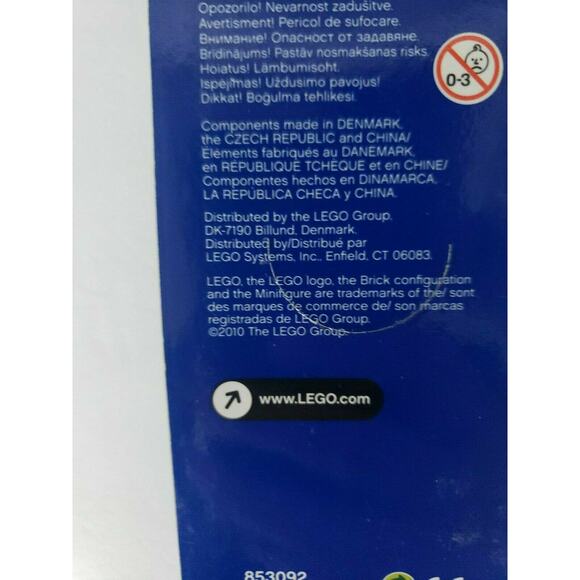 Opozorilo! Nevarnost zadušitve.
Avertisment! Pericol de sufocare.
Внимание! Опасност от задавяне.
Brīdinājums! Pastāv nosmakšanas risks.
Hoiatus! Lämbumisoht.
Įspėjimas! Uždusimo pavojus!
Dikkat! Boğulma tehlikesi.
0-3
Components made in DENMARK,
the CZECH REPUBLIC and CHINA/
Éléments fabriqués au DANEMARK,
en RÉPUBLIQUE TCHÈQUE et en CHINE/
Componentes hechos en DINAMARCA,
LA REPÚBLICA CHECA y CHINA.
Distributed by the LEGO Group.
DK-7190 Billund, Denmark.
Distributed by/Distribué par
LEGO Systems, Inc., Enfield, CT 06083.
LEGO, the LEGO logo, the Brick configuration
and the Minifigure are trademarks of the/ sont
des marques de commerce de/ son marcas
registradas de LEGO Group.
©2010 The LEGO Group.
www.LEGO.com
853092